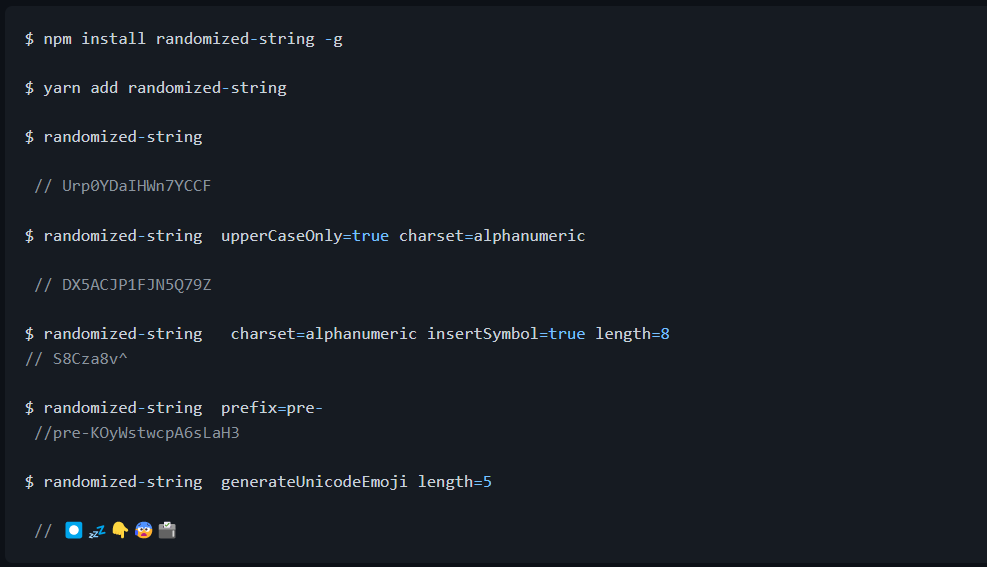 $ npm install randomized-string -g
$ yarn add randomized-string
$ randomized-string
// Urp0YDaIHWn7YCCF
$ randomized-string  upperCaseOnly=true charset=alphanumeric
// DX5ACJP1FJN5Q79Z
$ randomized-string   charset=alphanumeric insertSymbol=true length=8
// S8Cza8v^
$ randomized-string  prefix=pre-
//pre-KOyWstwcpA6sLaH3
$ randomized-string  generateUnicodeEmoji length=5
// ⏺️💤👇😰🗳️